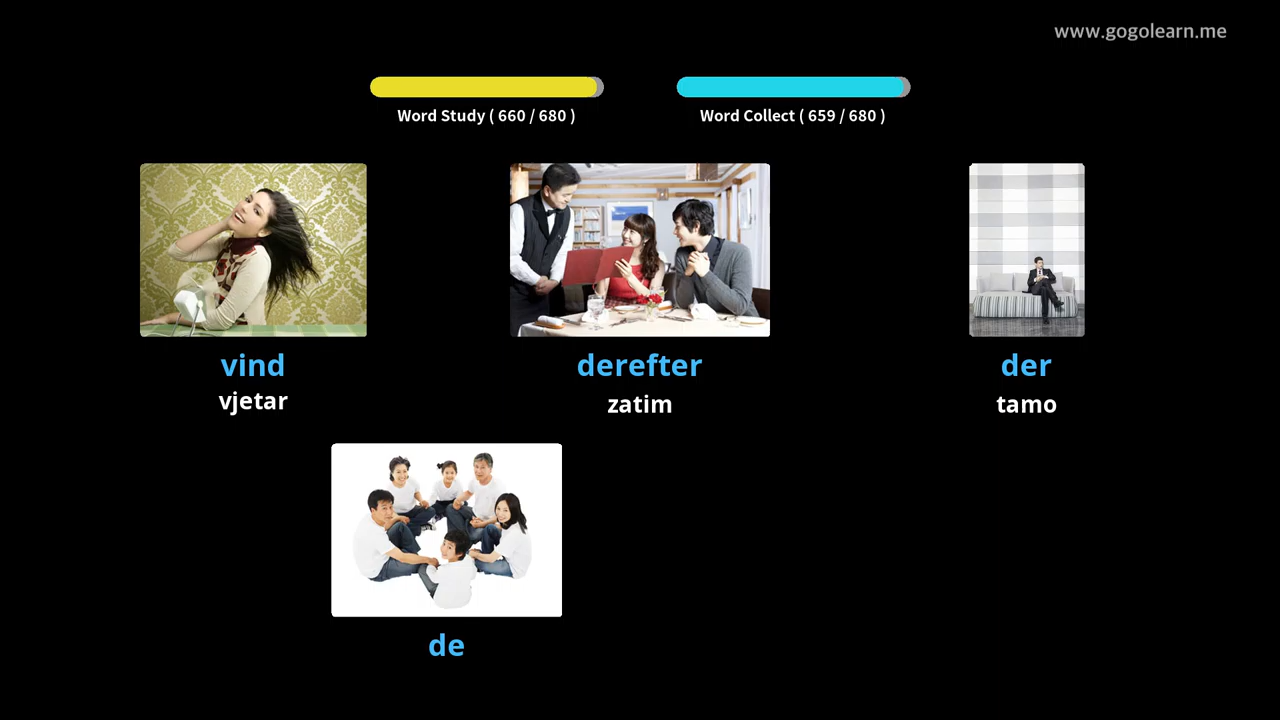 www.gogolearn.me
Word Study ( 660 / 680 )
Word Collect ( 659 / 680 )
vind
vjetar
derefter
zatim
der
tamo
de